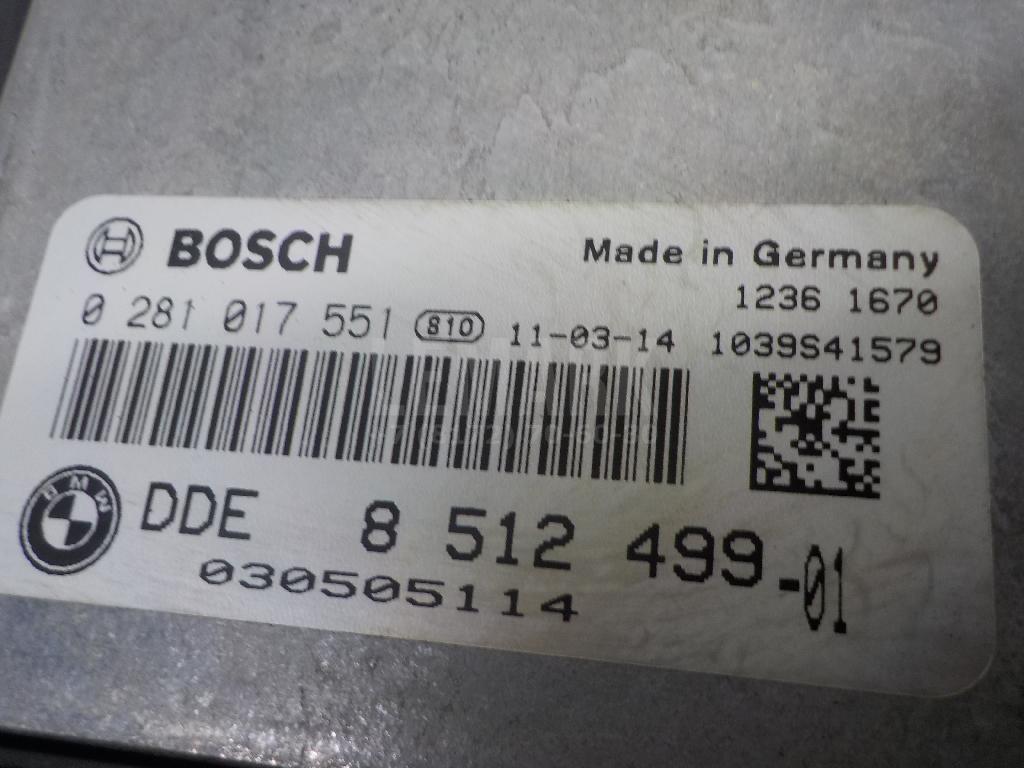 BOSCH Made in Germany
1236 1670
0 281 017 551 810 11-03-14 1039S41579
BMW DDE 8 512 499-01
030505114